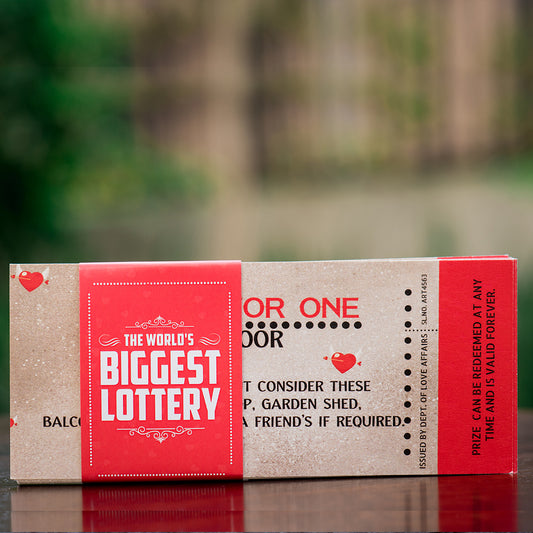 THE WORLD'S
BIGGEST
LOTTERY
OR ONE
OOR
T CONSIDER THESE
P, GARDEN SHED,
BALCO
A FRIEND'S IF REQUIRED.
ISSUED BY DEPT. OF LOVE AFFAIRS
SL.NO. ART4563
PRIZE CAN BE REDEEMED AT ANY
TIME AND IS VALID FOREVER.